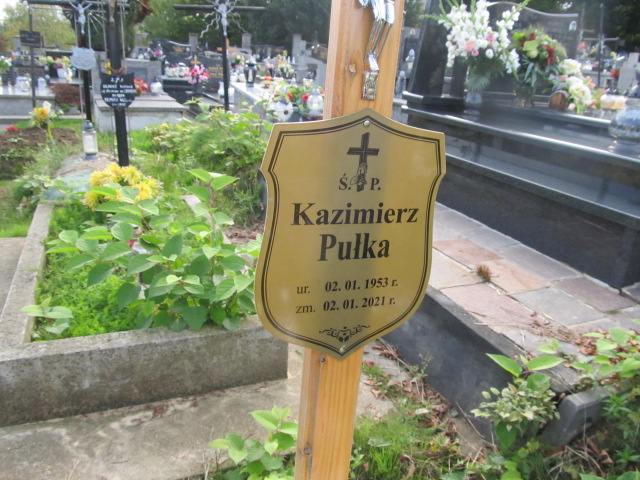 Ś. P.
Kazimierz
Pułka
ur. 02. 01. 1953 r.
zm. 02. 01. 2021 r.